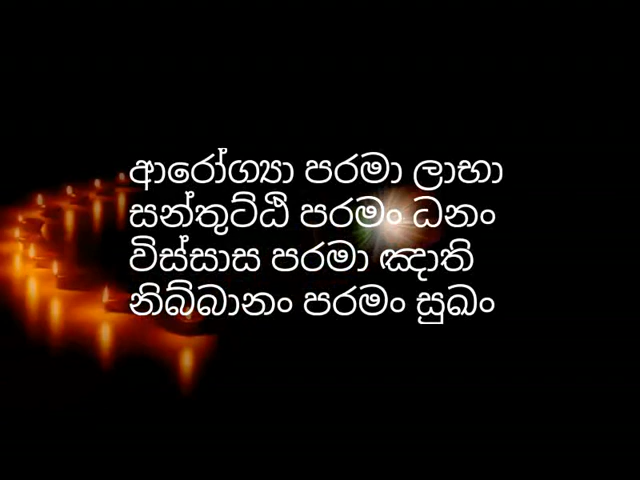 ආරෝග්‍යා පරමා ලාභා
සන්තුට්ඨි පරමං ධනං
විස්සාස පරමා ඤාති
නිබ්බානං පරමං සුඛං